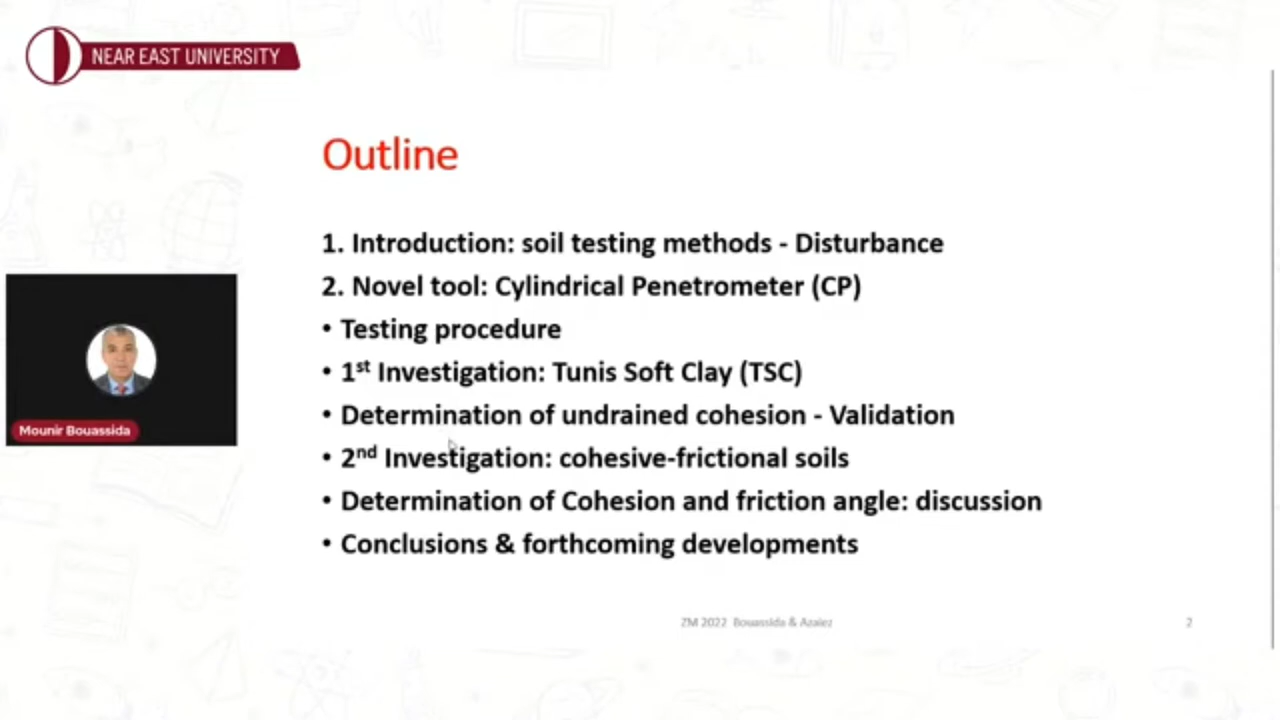 NEAR EAST UNIVERSITY
Outline
1. Introduction: soil testing methods - Disturbance
2. Novel tool: Cylindrical Penetrometer (CP)
• Testing procedure
• 1st Investigation: Tunis Soft Clay (TSC)
• Determination of undrained cohesion - Validation
• 2nd Investigation: cohesive-frictional soils
• Determination of Cohesion and friction angle: discussion
• Conclusions & forthcoming developments
Mounir Bouassida
ZM 2022 Bouassida & Azaiez
2